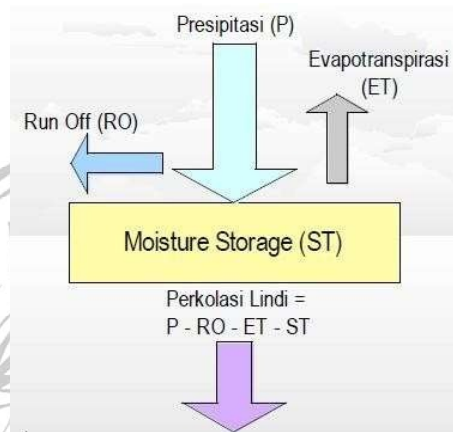 Presipitasi (P)
Evapotranspirasi
(ET)
Run Off (RO)
Moisture Storage (ST)
Perkolasi Lindi =
P - RO - ET - ST